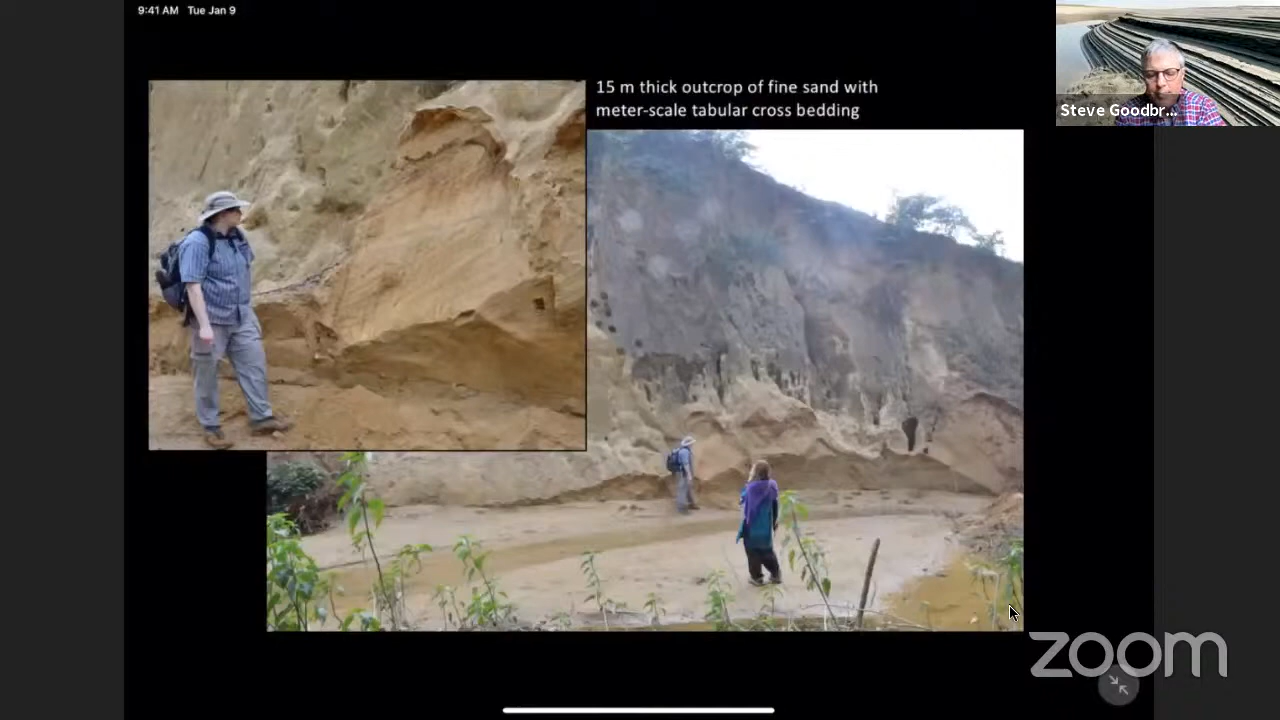 9:41 AM Tue Jan 9
15 m thick outcrop of fine sand with
meter-scale tabular cross bedding
Steve Goodbr...
zoom